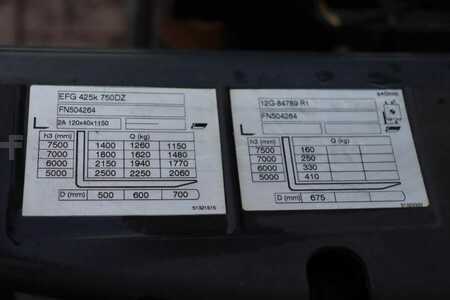 EFG 425k 750DZ
FN504264
2A 120x40x1150
h3 (mm) Q (kg)
7500 1400 1260 1150
7000 1800 1620 1480
6000 2150 1940 1770
5000 2500 2250 2060
D (mm) 500 600 700
12G-84789 R1
FN504264
h3 (mm) Q (kg)
7500 160
7000 250
6000 330
5000 410
D (mm) 675